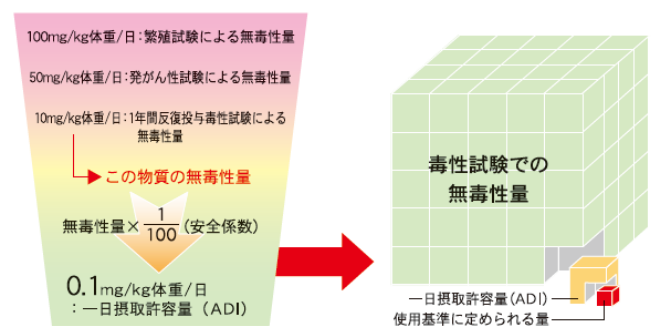 100mg/kg体重/日:繁殖試験による無毒性量
50mg/kg体重/日:発がん性試験による無毒性量
10mg/kg体重/日:1年間反復投与毒性試験による
無毒性量
この物質の無毒性量
無毒性量×1/100(安全係数)
0.1mg/kg体重/日
:一日摂取許容量(ADI)
毒性試験での
無毒性量
一日摂取許容量(ADI)
使用基準に定められる量